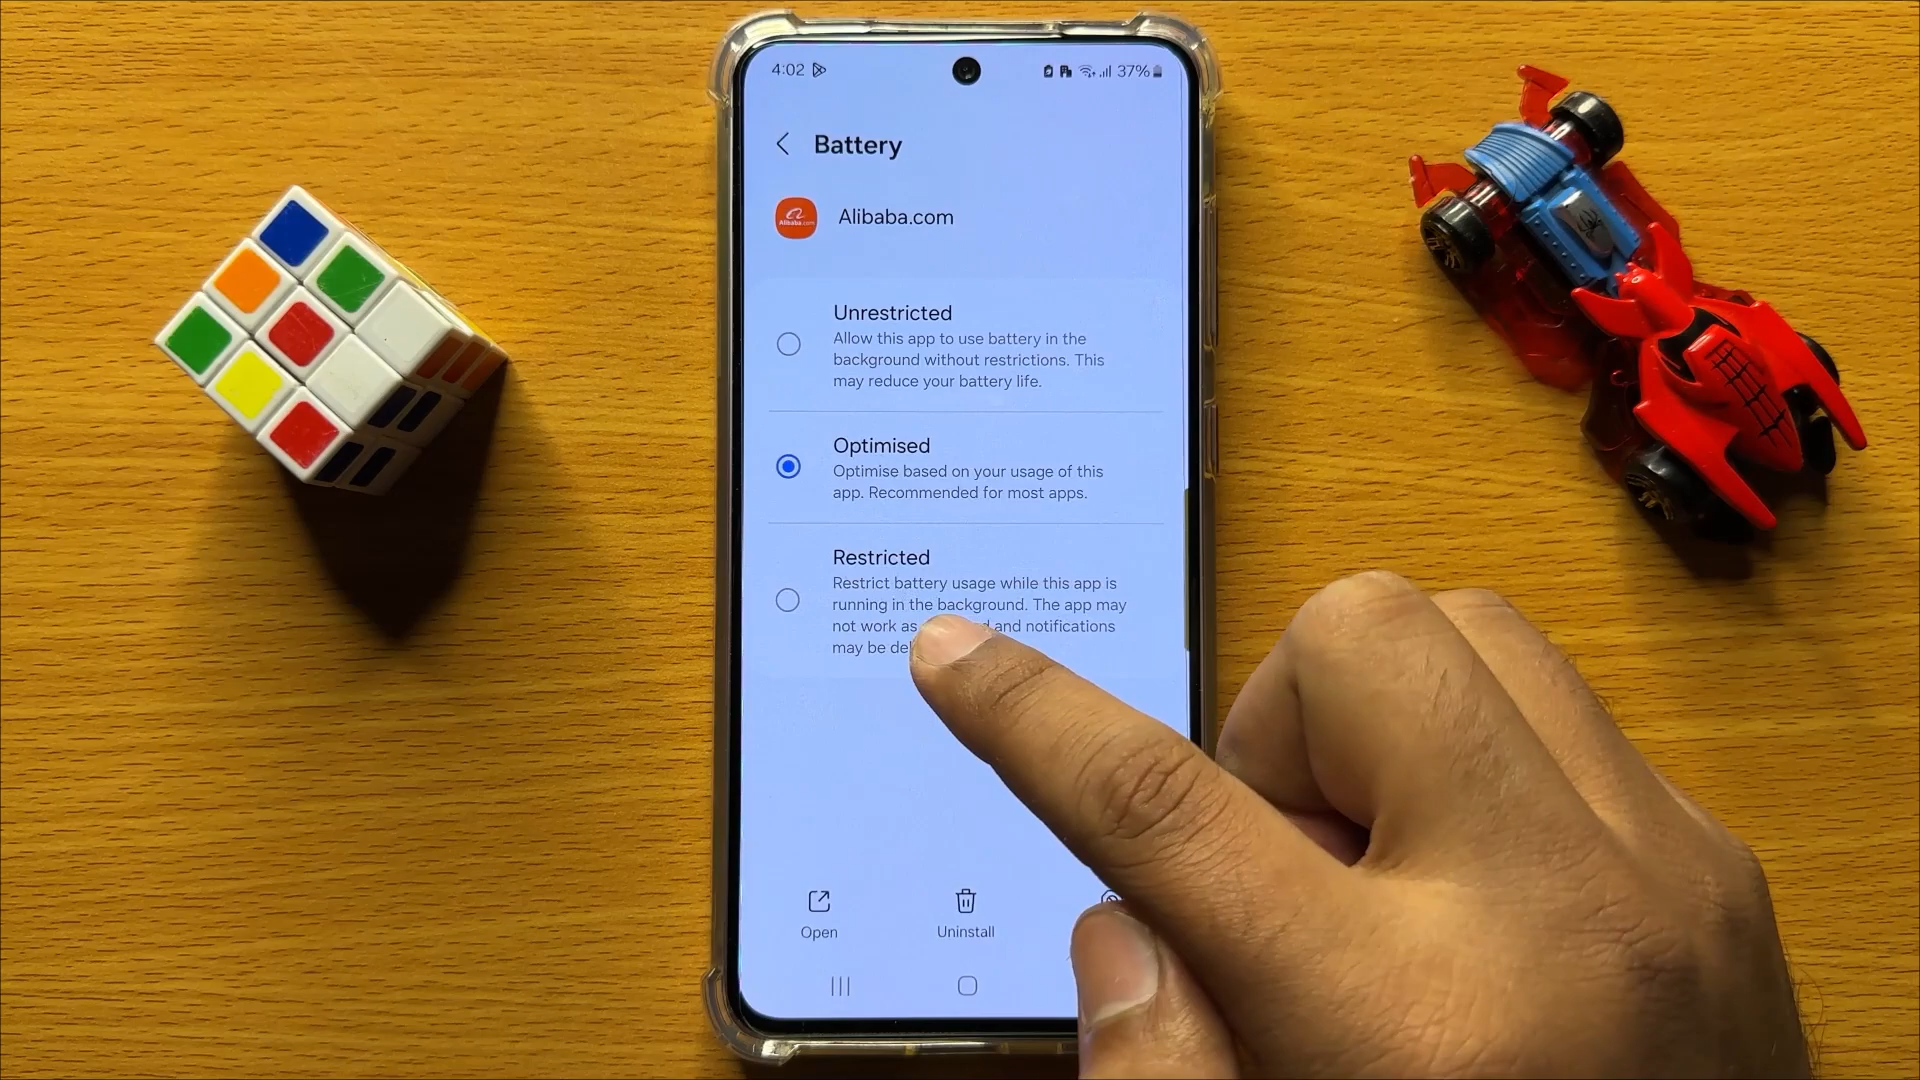 4:02
37%
Battery
Alibaba.com
Alibaba.com
Unrestricted
Allow this app to use battery in the
background without restrictions. This
may reduce your battery life.
Optimised
Optimise based on your usage of this
app. Recommended for most apps.
Restricted
Restrict battery usage while this app is
running in the background. The app may
not work as and notifications
may be
Open
Uninstall